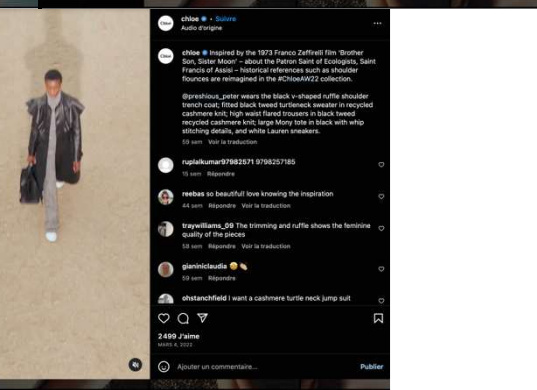 chloe • Suivre
Audio d'origine
chloe Inspired by the 1973 Franco Zeffirelli film 'Brother
Son, Sister Moon' – about the Patron Saint of Ecologists, Saint
Francis of Assisi – historical references such as shoulder
flounces are reimagined in the #ChloeAW22 collection.
@preshious_peter wears the black v-shaped ruffle shoulder
trench coat; fitted black tweed turtleneck sweater in recycled
cashmere knit; high waist flared trousers in black tweed
recycled cashmere knit; large Mony tote in black with whip
stitching details, and white Lauren sneakers.
59 sem Voir la traduction
ruplalkumar97982571 9798257185
15 sem Répondre
reebas so beautiful! love knowing the inspiration
44 sem Répondre Voir la traduction
traywilliams_09 The trimming and ruffle shows the feminine
quality of the pieces
58 sem Répondre Voir la traduction
gianiniclaudia
59 sem Répondre
ohstanchfield I want a cashmere turtle neck jump suit
2499 J'aime
MARS 4, 2022
Ajouter un commentaire...
Publier